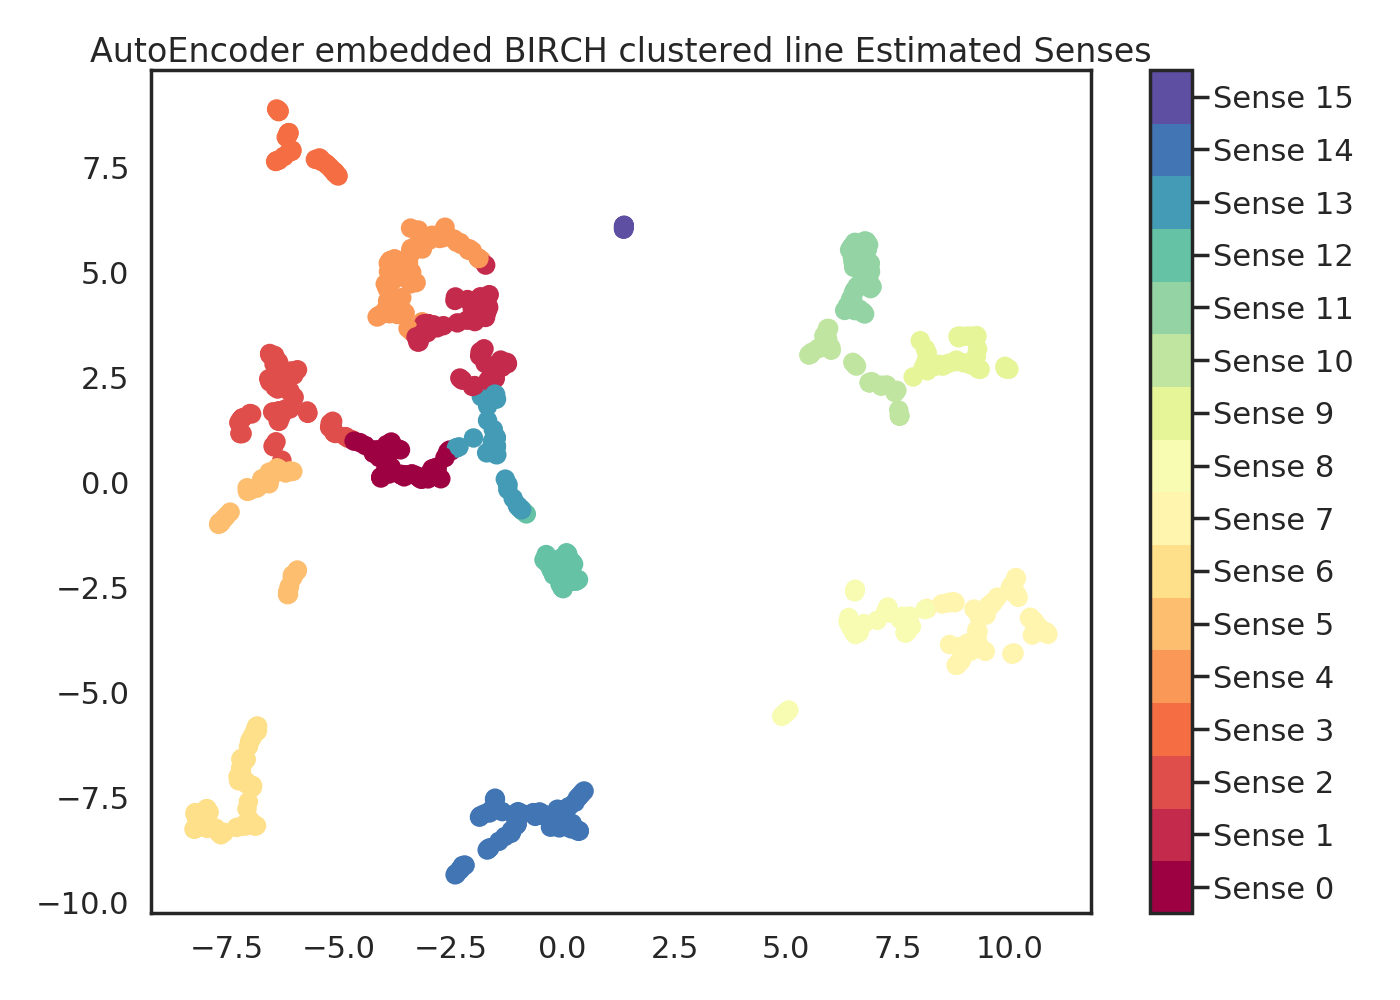 AutoEncoder embedded BIRCH clustered line Estimated Senses
7.5
5.0
2.5
0.0
−2.5
−5.0
−7.5
−10.0
−7.5 −5.0 −2.5 0.0 2.5 5.0 7.5 10.0
Sense 15
Sense 14
Sense 13
Sense 12
Sense 11
Sense 10
Sense 9
Sense 8
Sense 7
Sense 6
Sense 5
Sense 4
Sense 3
Sense 2
Sense 1
Sense 0